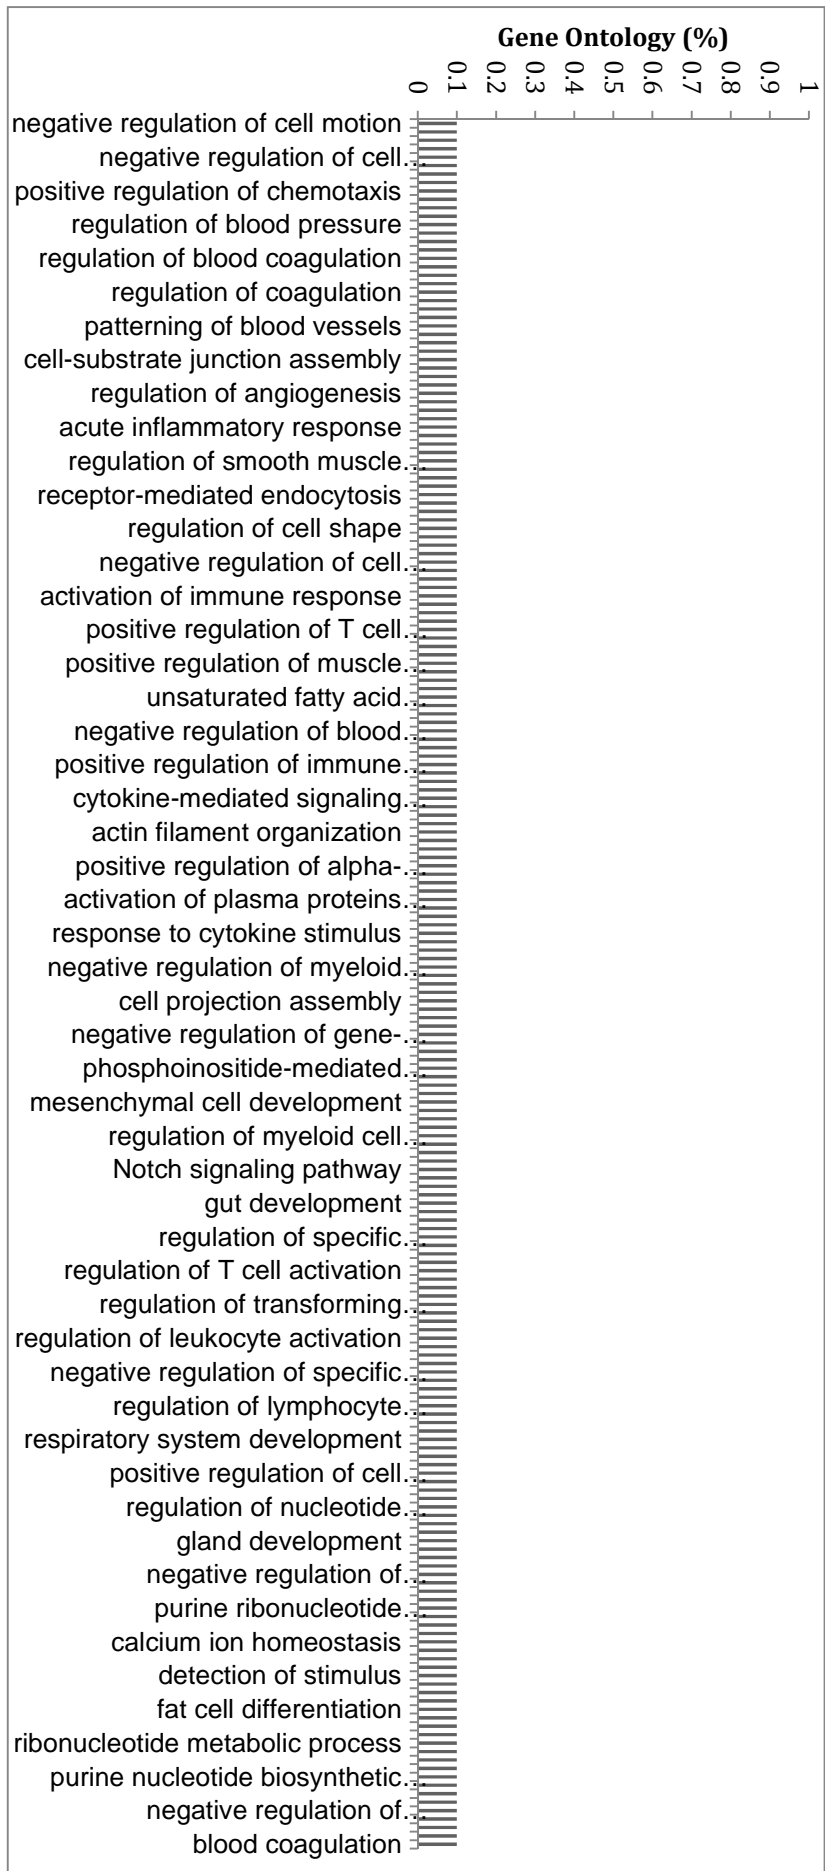 Gene Ontology (%)
0
0.1
0.2
0.3
0.4
0.5
0.6
0.7
0.8
0.9
1
negative regulation of cell motion
negative regulation of cell…
positive regulation of chemotaxis
regulation of blood pressure
regulation of blood coagulation
regulation of coagulation
patterning of blood vessels
cell-substrate junction assembly
regulation of angiogenesis
acute inflammatory response
regulation of smooth muscle…
receptor-mediated endocytosis
regulation of cell shape
negative regulation of cell…
activation of immune response
positive regulation of T cell…
positive regulation of muscle…
unsaturated fatty acid…
negative regulation of blood…
positive regulation of immune…
cytokine-mediated signaling…
actin filament organization
positive regulation of alpha-…
activation of plasma proteins…
response to cytokine stimulus
negative regulation of myeloid…
cell projection assembly
negative regulation of gene-…
phosphoinositide-mediated…
mesenchymal cell development
regulation of myeloid cell…
Notch signaling pathway
gut development
regulation of specific…
regulation of T cell activation
regulation of transforming…
regulation of leukocyte activation
negative regulation of specific…
regulation of lymphocyte…
respiratory system development
positive regulation of cell…
regulation of nucleotide…
gland development
negative regulation of…
purine ribonucleotide…
calcium ion homeostasis
detection of stimulus
fat cell differentiation
ribonucleotide metabolic process
purine nucleotide biosynthetic…
negative regulation of…
blood coagulation